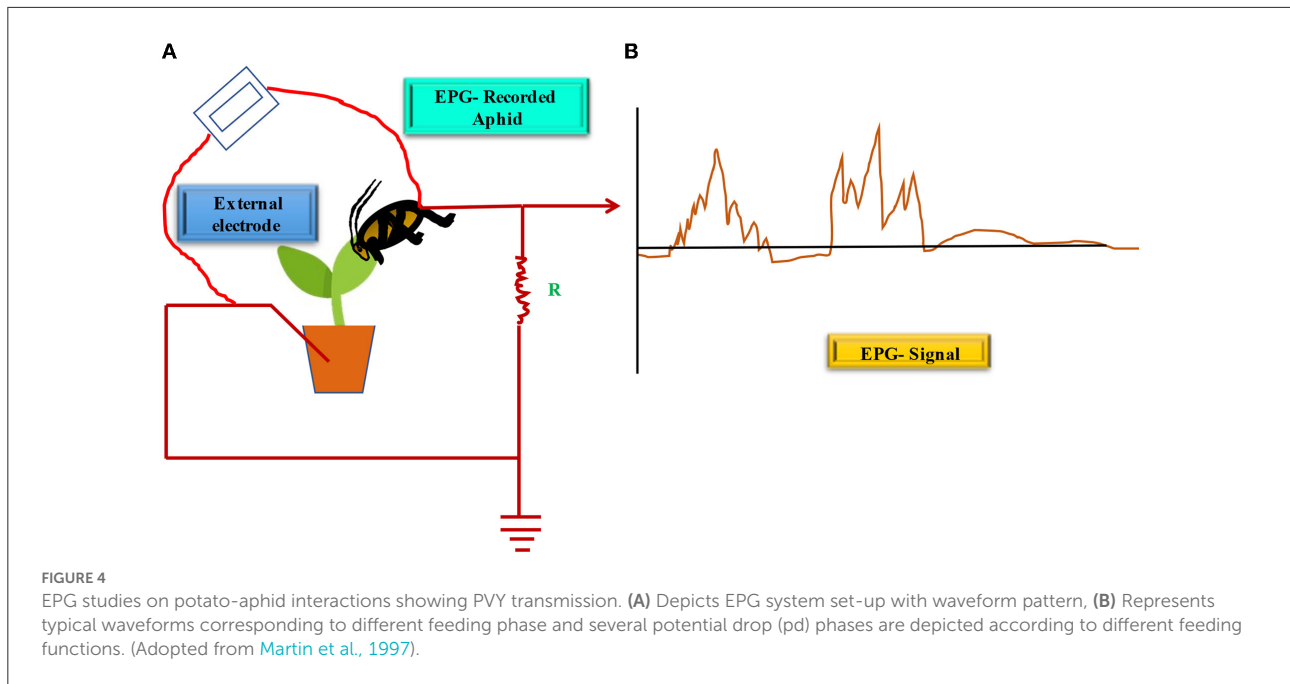 A
B
EPG- Recorded
Aphid
External
electrode
R
EPG- Signal
FIGURE 4
EPG studies on potato-aphid interactions showing PVY transmission. (A) Depicts EPG system set-up with waveform pattern, (B) Represents
typical waveforms corresponding to different feeding phase and several potential drop (pd) phases are depicted according to different feeding
functions. (Adopted from Martin et al., 1997).